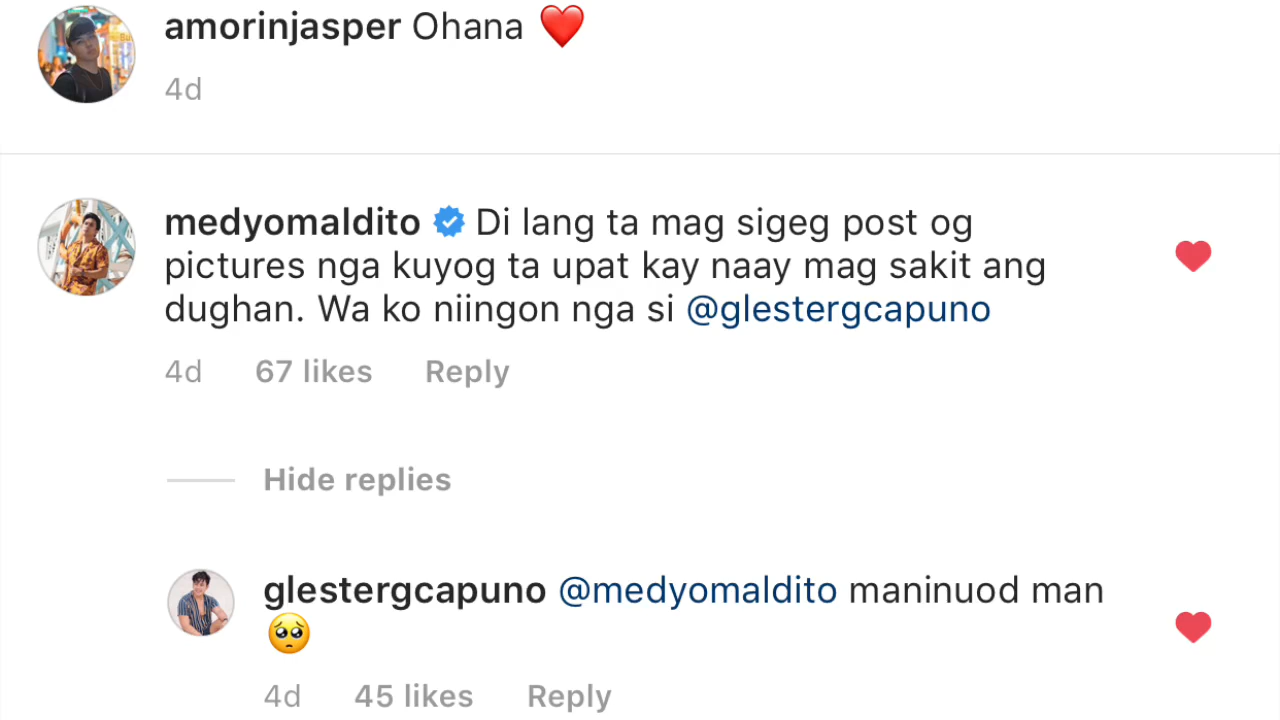 amorinjasper Ohana ❤️
4d
medyomaldito Di lang ta mag sigeg post og
pictures nga kuyog ta upat kay naay mag sakit ang
dughan. Wa ko niingon nga si @glestergcapuno
4d 67 likes Reply
Hide replies
glestergcapuno @medyomaldito maninuod man
🥺
4d 45 likes Reply